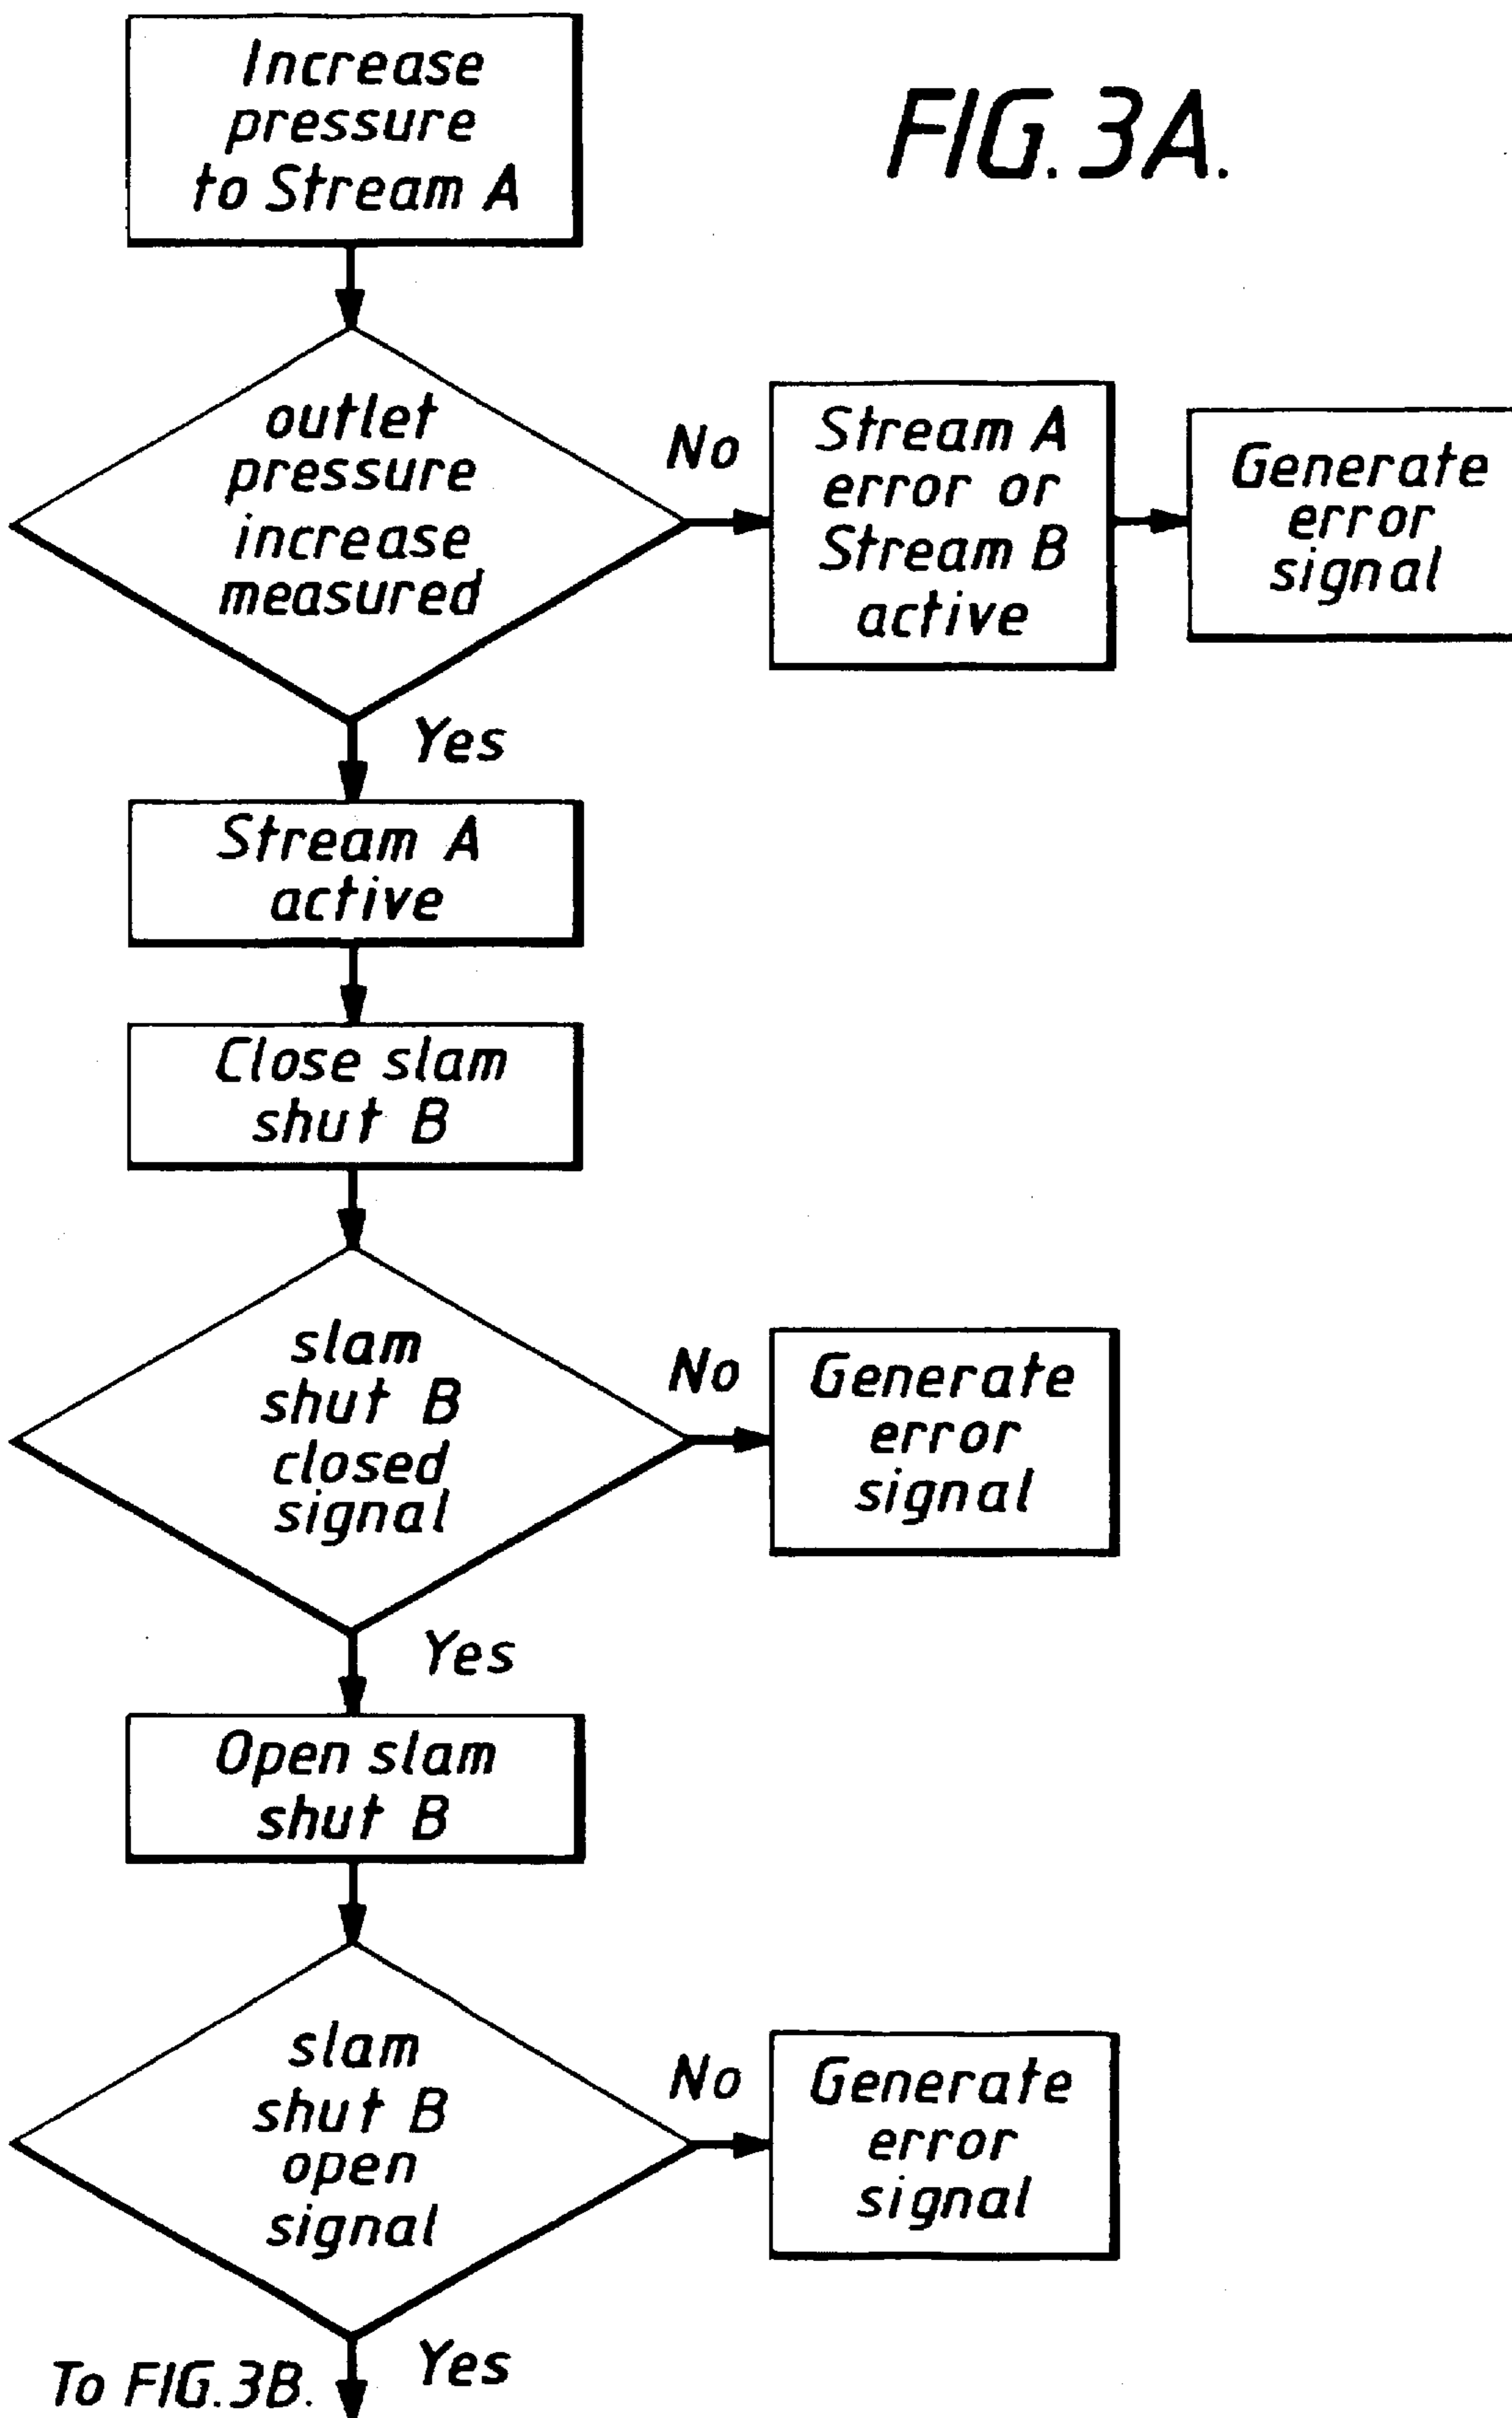 Increase
pressure
to Stream A
FIG. 3A.
outlet
pressure
increase
measured
No
Stream A
error or
Stream B
active
Generate
error
signal
Yes
Stream A
active
Close slam
shut B
slam
shut B
closed
signal
No
Generate
error
signal
Yes
Open slam
shut B
slam
shut B
open
signal
No
Generate
error
signal
Yes
To FIG. 3B.